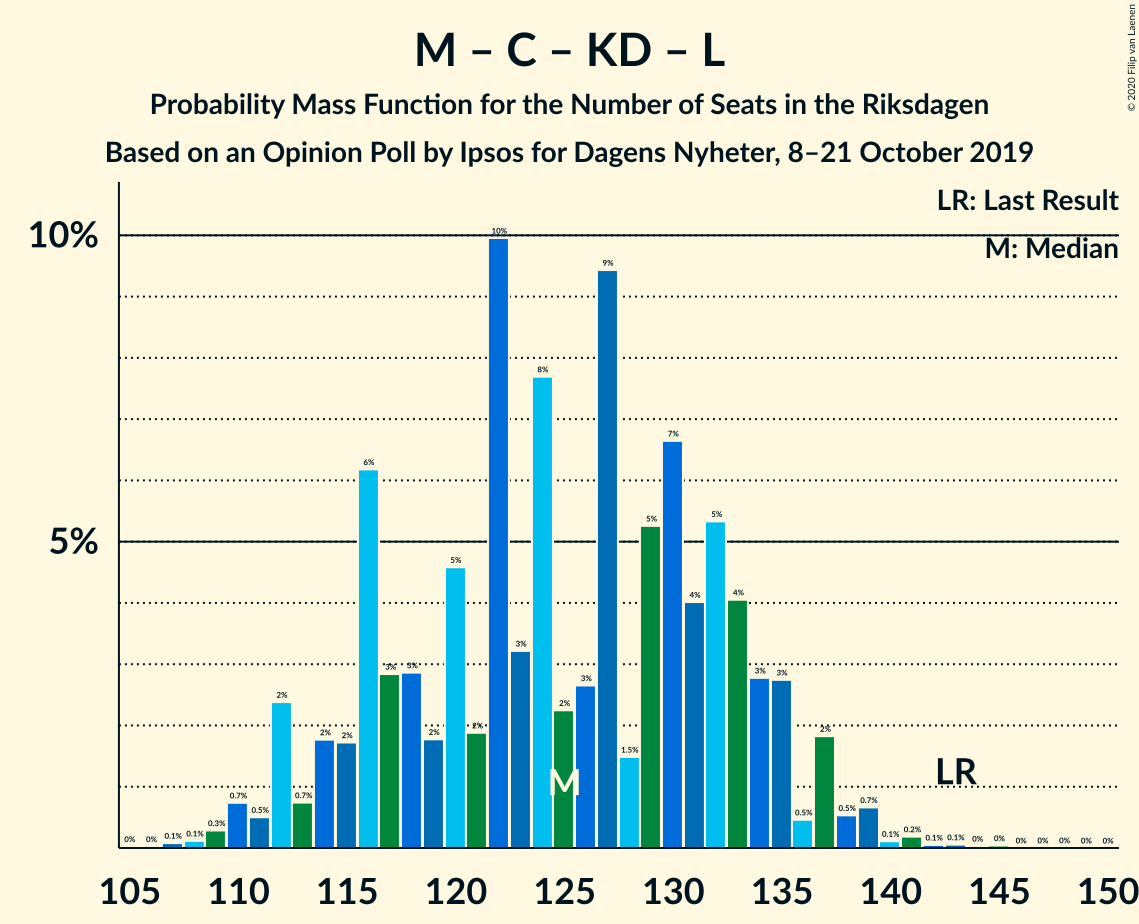 M – C – KD – L
Probability Mass Function for the Number of Seats in the Riksdagen
Based on an Opinion Poll by Ipsos for Dagens Nyheter, 8–21 October 2019
© 2020 Filip van Laenen
LR: Last Result
M: Median
10%
5%
0% 0% 0.1% 0.1% 0.3% 0.7% 0.5% 2% 0.7% 2% 2% 6% 3% 3% 2% 5% 2% 10% 3% 8% 2% 3% 9% 1.5% 5% 7% 4% 5% 4% 3% 3% 0.5% 2% 0.5% 0.7% 0.1% 0.2% 0.1% 0.1% 0% 0% 0% 0% 0% 0% 0%
M
LR
105 110 115 120 125 130 135 140 145 150